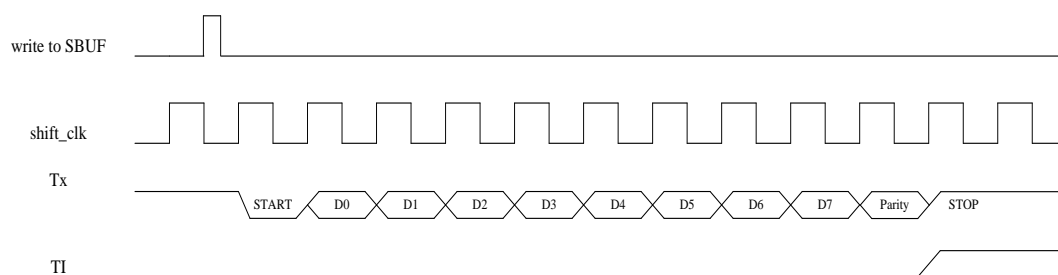 write to SBUF
shift_clk
Tx
START D0 D1 D2 D3 D4 D5 D6 D7 Parity STOP
TI